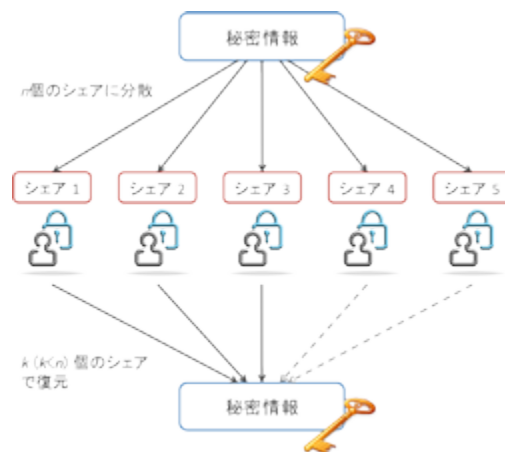 秘密情報
n個のシェアに分散
シェア 1
シェア 2
シェア 3
シェア 4
シェア 5
k (k<n) 個のシェア
で復元
秘密情報